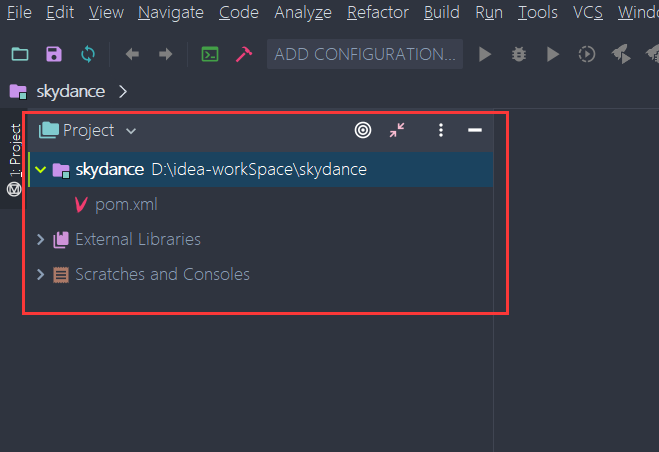 File Edit View Navigate Code Analyze Refactor Build Run Tools VCS Windo
ADD CONFIGURATION...
skydance
1: Project
Project
skydance D:\idea-workSpace\skydance
pom.xml
External Libraries
Scratches and Consoles